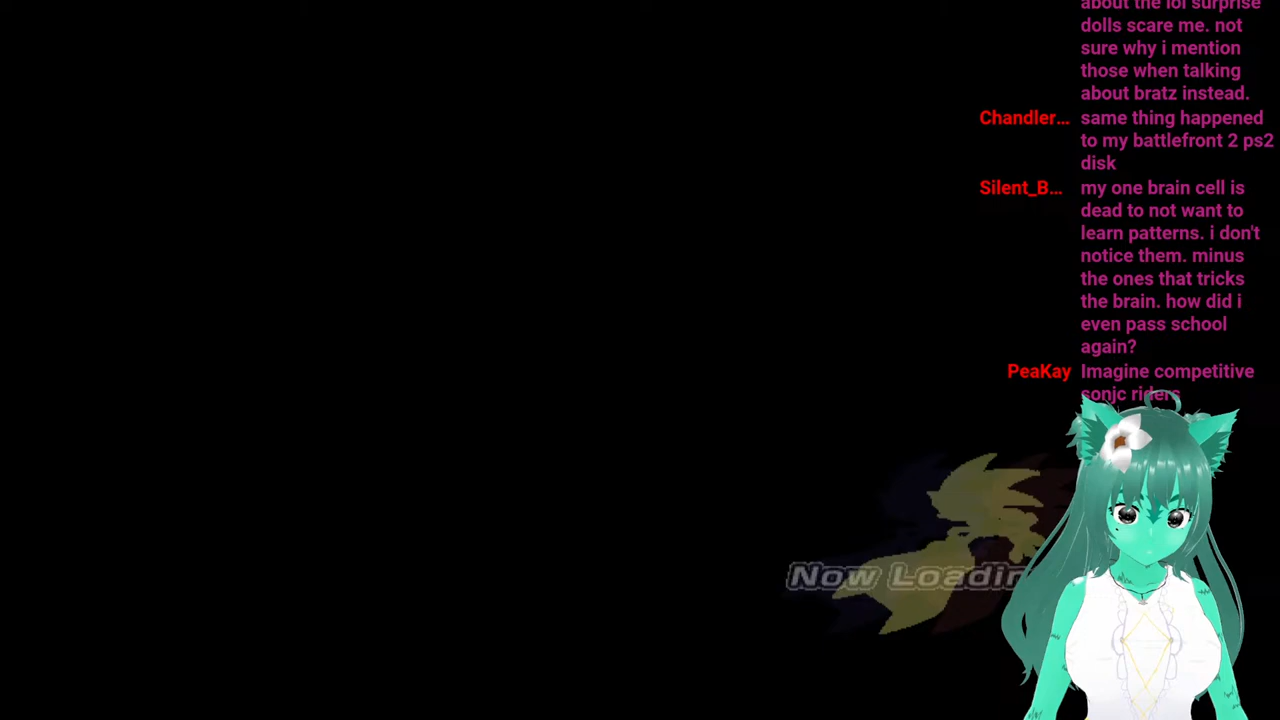 about the lol surprise
dolls scare me. not
sure why i mention
those when talking
about bratz instead.
Chandler… same thing happened
to my battlefront 2 ps2
disk
Silent_B… my one brain cell is
dead to not want to
learn patterns. i don't
notice them. minus
the ones that tricks
the brain. how did i
even pass school
again?
PeaKay Imagine competitive
sonjc riders
Now Loadin